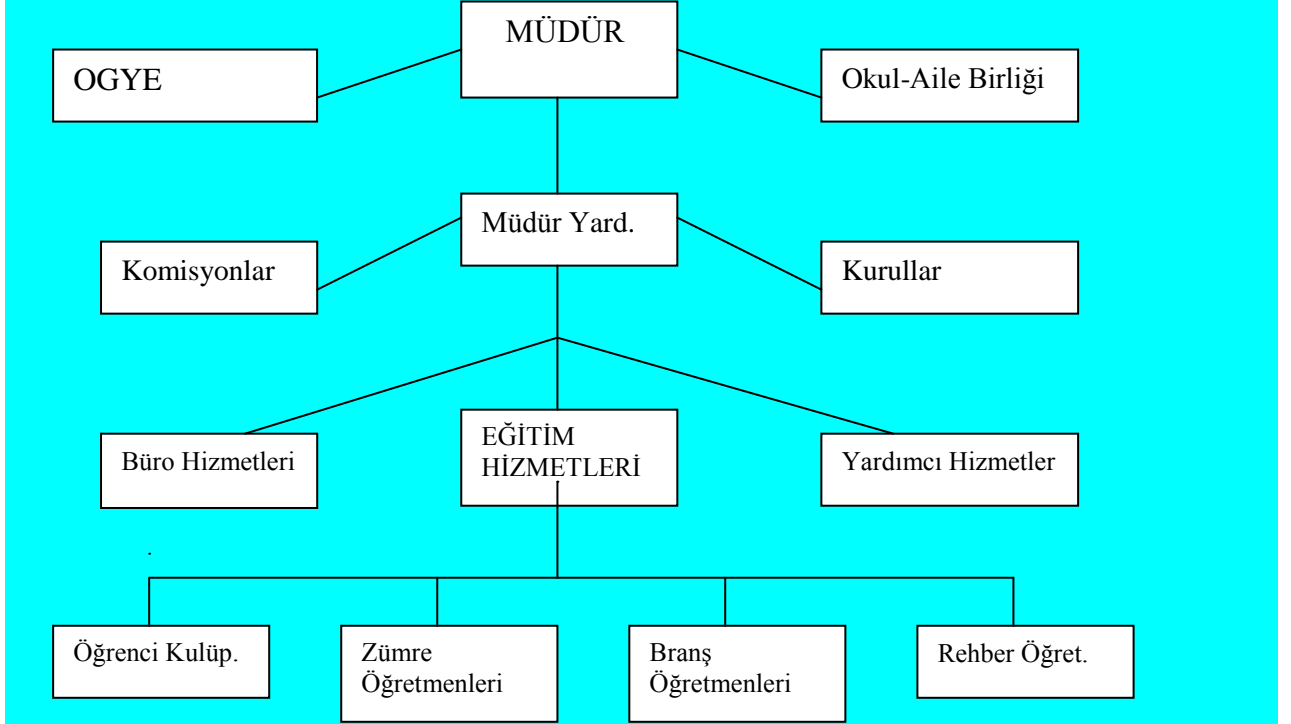 MÜDÜR
OGYE
Okul-Aile Birliği
Müdür Yard.
Komisyonlar
Kurullar
Büro Hizmetleri
EĞİTİM
HİZMETLERİ
Yardımcı Hizmetler
Öğrenci Kulüp.
Zümre
Öğretmenleri
Branş
Öğretmenleri
Rehber Öğret.